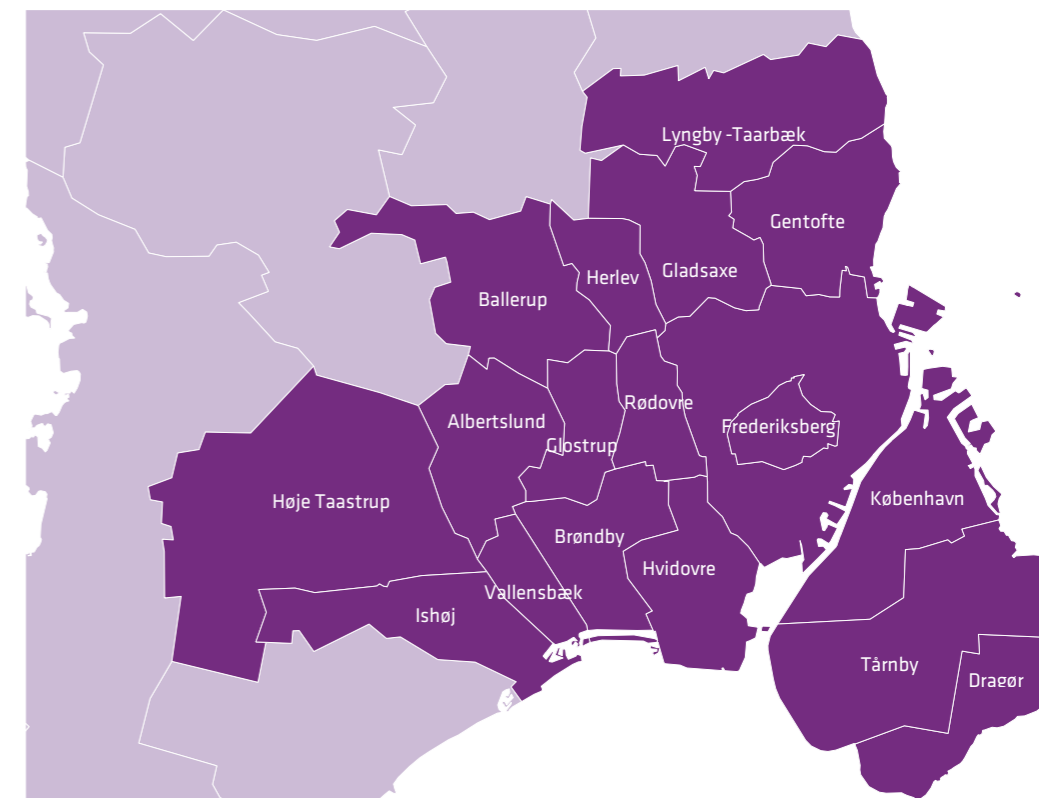 Lyngby -Taarbæk
Gentofte
Gladsaxe
Herlev
Ballerup
Rødovre
Albertslund
Frederiksberg
Glostrup
København
Høje Taastrup
Brøndby
Hvidovre
Vallensbæk
Ishøj
Tårnby
Dragør